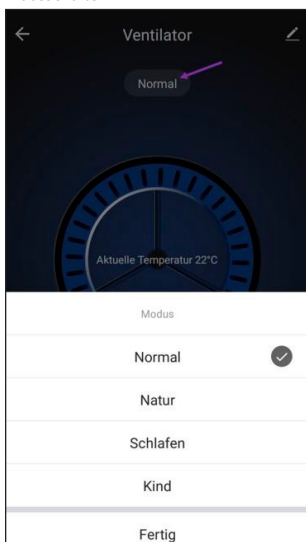 Ventilator
Normal
Aktuelle Temperatur 22°C
Modus
Normal
Natur
Schlafen
Kind
Fertig